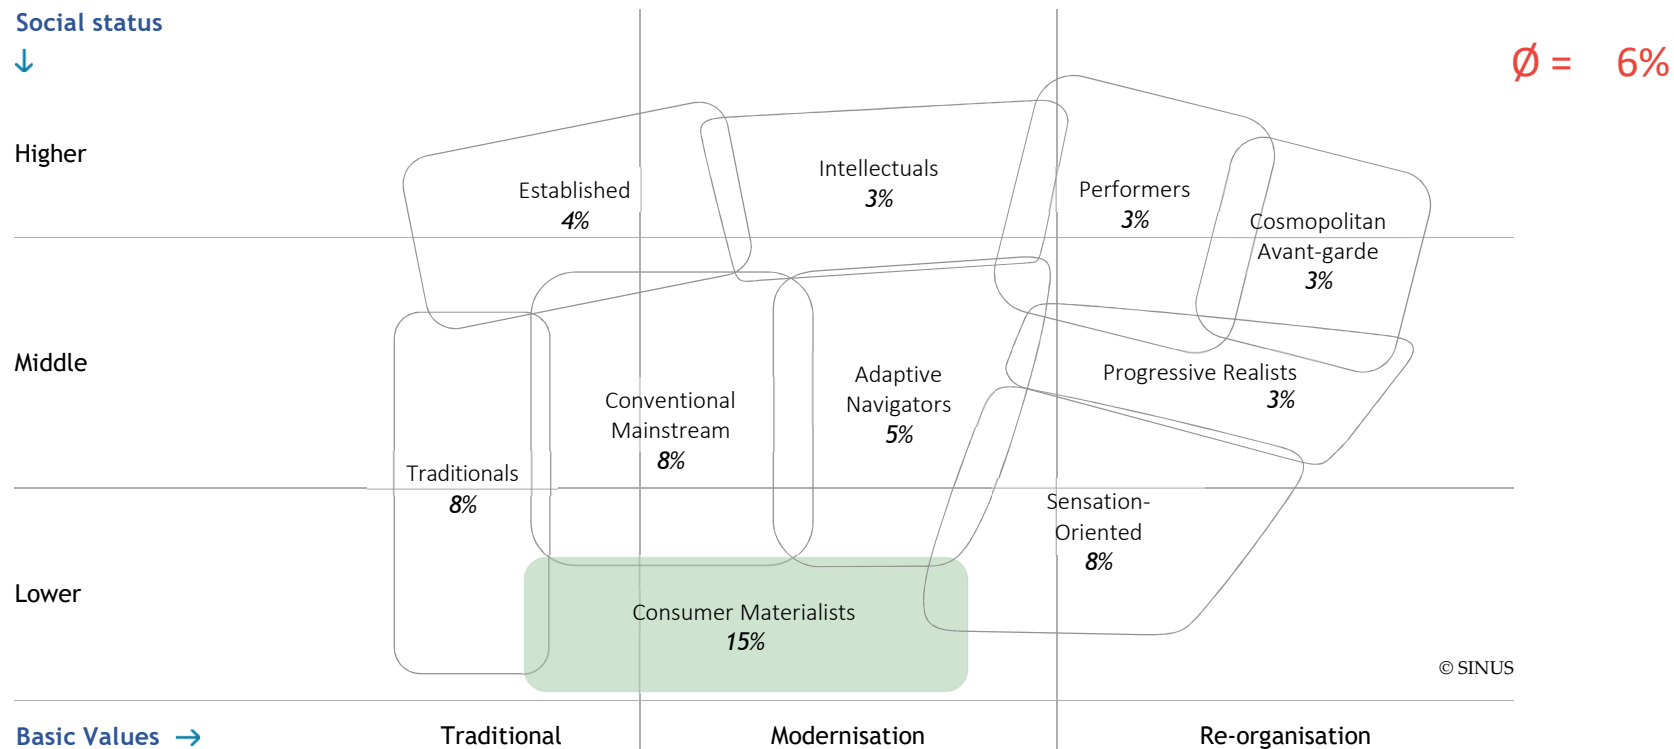 Social status
↓
Ø = 6%
Higher
Established
4%
Intellectuals
3%
Performers
3%
Cosmopolitan
Avant-garde
3%
Middle
Traditionals
8%
Conventional
Mainstream
8%
Adaptive
Navigators
5%
Progressive Realists
3%
Sensation-
Oriented
8%
Lower
Consumer Materialists
15%
© SINUS
Basic Values →
Traditional
Modernisation
Re-organisation